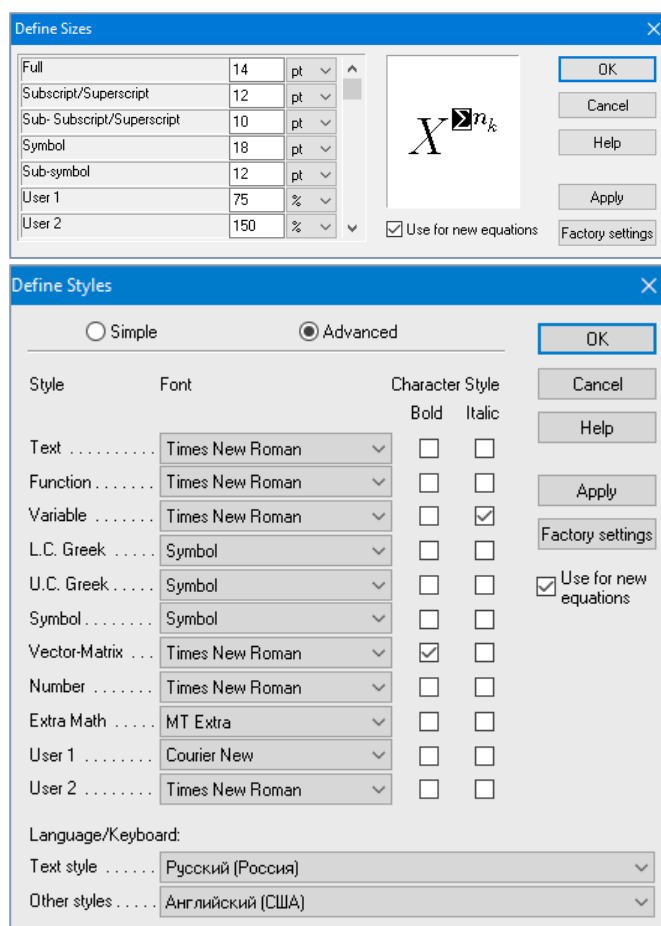 Define Sizes
Full 14 pt
Subscript/Superscript 12 pt
Sub- Subscript/Superscript 10 pt
Symbol 18 pt
Sub-symbol 12 pt
User 1 75 %
User 2 150 %
X Σ n k
Use for new equations
OK
Cancel
Help
Apply
Factory settings
Define Styles
Simple Advanced
Style Font Character Style
Bold Italic
Text . . . . . . . . . . Times New Roman
Function . . . . . . . Times New Roman
Variable . . . . . . . Times New Roman
L.C. Greek . . . . . Symbol
U.C. Greek . . . . . Symbol
Symbol . . . . . . . . Symbol
Vector-Matrix . . . Times New Roman
Number . . . . . . . Times New Roman
Extra Math . . . . . MT Extra
User 1 . . . . . . . . Courier New
User 2 . . . . . . . . Times New Roman
Language/Keyboard:
Text style . . . . . . Русский (Россия)
Other styles . . . . . Английский (США)
OK
Cancel
Help
Apply
Factory settings
Use for new
equations